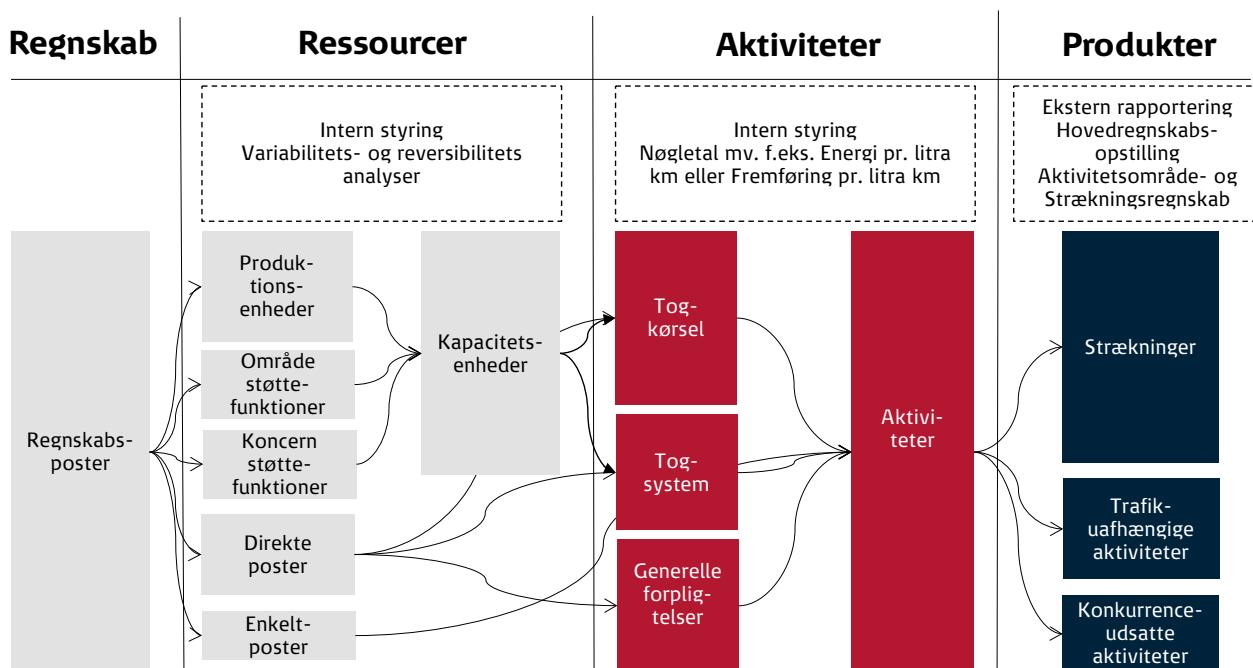 Regnskab
Ressourcer
Aktiviteter
Produkter
Intern styring
Variabilitets- og reversibilitets
analyser
Intern styring
Nøgletal mv. f.eks. Energi pr. litra
km eller Fremføring pr. litra km
Ekstern rapportering
Hovedregnskabs-
opstilling
Aktivitetsområde- og
Strækningsregnskab
Regnskabs-
poster
Produk-
tions-
enheder
Område
støtte-
funktioner
Koncern
støtte-
funktioner
Direkte
poster
Enkelt-
poster
Kapacitets-
enheder
Tog-
kørsel
Tog-
system
Generelle
forplig-
telser
Aktivi-
teter
Strækninger
Trafik-
uafhængige
aktiviteter
Konkurrence-
udsatte
aktiviteter